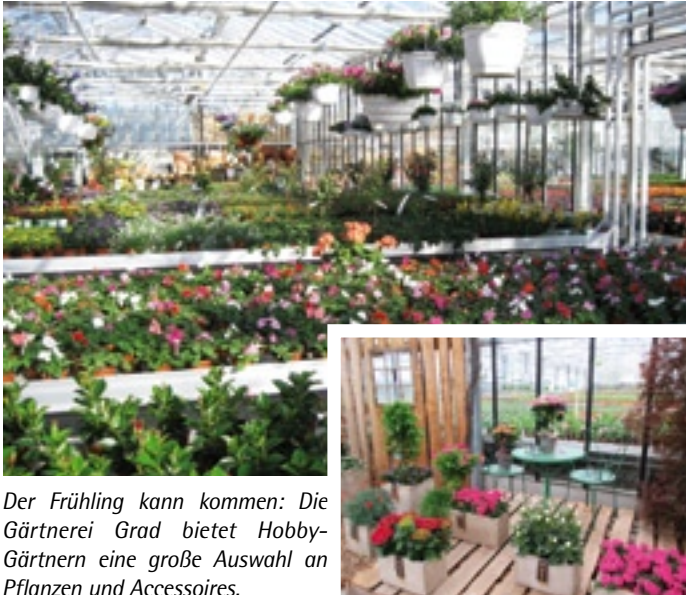 Der Frühling kann kommen: Die
Gärtnerei Grad bietet Hobby-
Gärtnern eine große Auswahl an
Pflanzen und Accessoires.